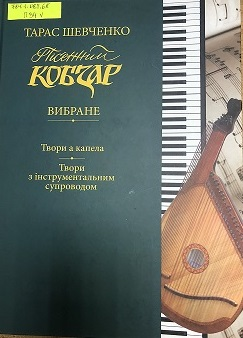 ТАРАС ШЕВЧЕНКО
Пісенний
КОБЗАР
ВИБРАНЕ
Твори а капела
Твори
з інструментальним
супроводом